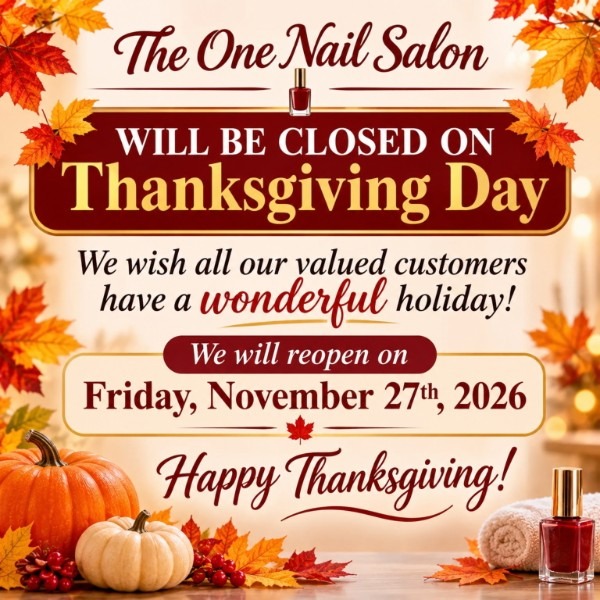 The One Nail Salon
WILL BE CLOSED ON
Thanksgiving Day
We wish all our valued customers
have a wonderful holiday!
We will reopen on
Friday, November 27th, 2026
Happy Thanksgiving!